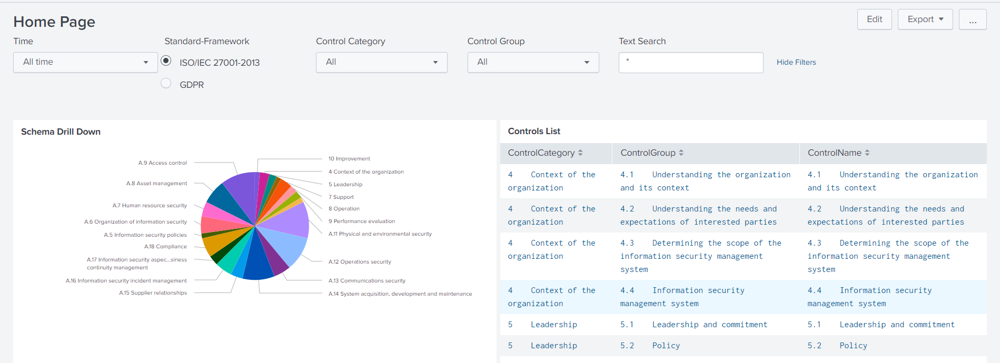 Home Page
Edit
Export
...
Time
Standard-Framework
Control Category
Control Group
Text Search
All time
ISO/IEC 27001-2013
All
All
*
Hide Filters
GDPR
Schema Drill Down
A.9 Access control
A.8 Asset management
A.7 Human resource security
A.6 Organization of information security
A.5 Information security policies
A.18 Compliance
A.17 Information security aspec...siness
continuity management
A.16 Information security incident management
A.15 Supplier relationships
10 Improvement
4 Context of the organization
5 Leadership
7 Support
8 Operation
9 Performance evaluation
A.11 Physical and environmental security
A.12 Operations security
A.13 Communications security
A.14 System acquisition, development and maintenance
Controls List
ControlCategory ControlGroup ControlName
4 Context of the
organization
4.1 Understanding the organization
and its context
4.1 Understanding the organization
and its context
4 Context of the
organization
4.2 Understanding the needs and
expectations of interested parties
4.2 Understanding the needs and
expectations of interested parties
4 Context of the
organization
4.3 Determining the scope of the
information security management
system
4.3 Determining the scope of the
information security management
system
4 Context of the
organization
4.4 Information security
management system
4.4 Information security
management system
5 Leadership
5.1 Leadership and commitment
5.1 Leadership and commitment
5 Leadership
5.2 Policy
5.2 Policy